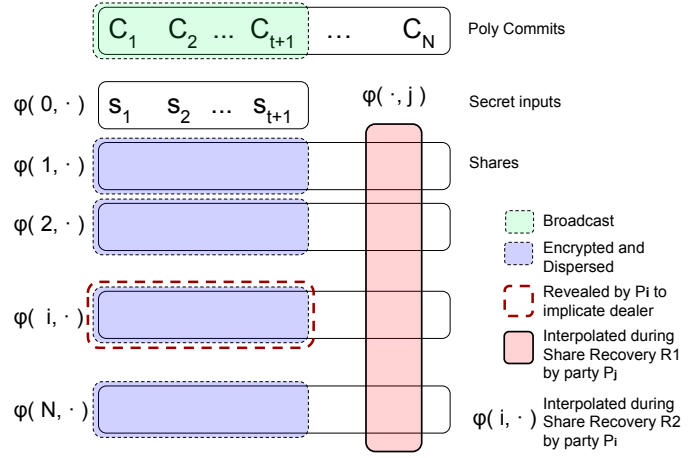 C1 C2 ... Ct+1 ... CN Poly Commits
φ( 0, · ) s1 s2 ... st+1 φ( ·, j ) Secret inputs
φ( 1, · ) Shares
φ( 2, · )
Broadcast
Encrypted and
Dispersed
φ( i, · )
Revealed by Pi to
implicate dealer
Interpolated during
Share Recovery R1
by party Pj
φ( N, · )
φ( i, · ) Interpolated during
Share Recovery R2
by party Pi